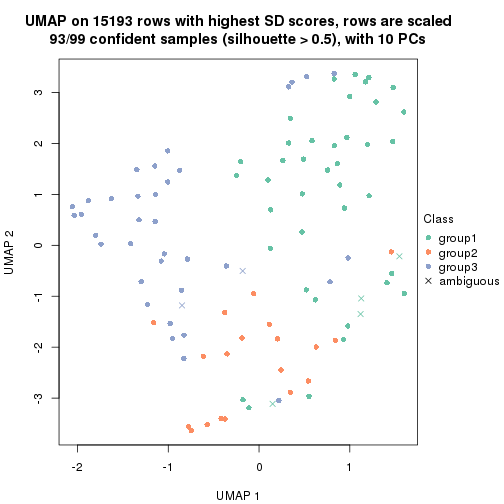 UMAP on 15193 rows with highest SD scores, rows are scaled
93/99 confident samples (silhouette > 0.5), with 10 PCs
UMAP 2
3
2
1
0
-1
-2
-3
-2
-1
0
1
UMAP 1
Class
group1
group2
group3
ambiguous